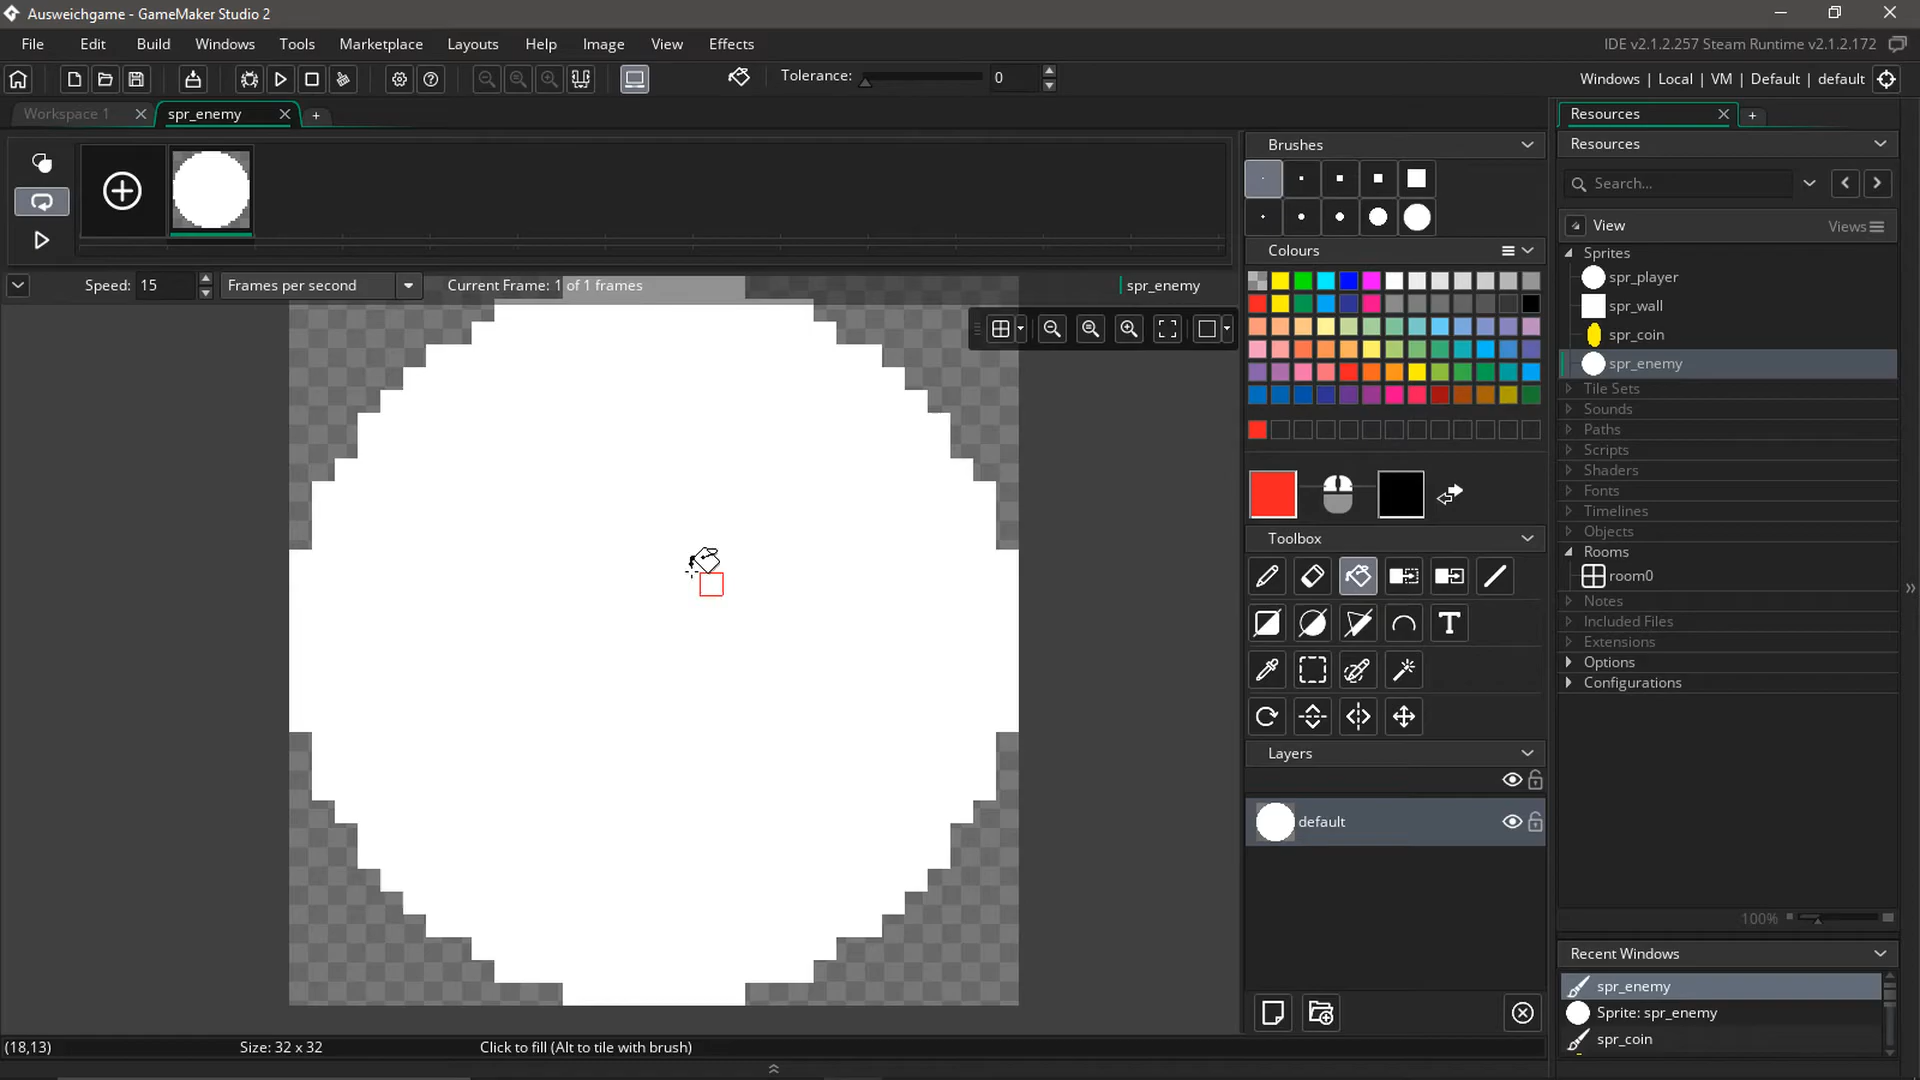 Ausweichgame - GameMaker Studio 2
File Edit Build Windows Tools Marketplace Layouts Help Image View Effects
IDE v2.1.2.257 Steam Runtime v2.1.2.172
Tolerance: 0
Windows | Local | VM | Default | default
Workspace 1
spr_enemy
Speed: 15 Frames per second Current Frame: 1 of 1 frames spr_enemy
Brushes
Colours
Toolbox
T
Layers
default
Resources
Resources
Search...
View Views
Sprites
spr_player
spr_wall
spr_coin
spr_enemy
Tile Sets
Sounds
Paths
Scripts
Shaders
Fonts
Timelines
Objects
Rooms
room0
Notes
Included Files
Extensions
Options
Configurations
100%
Recent Windows
spr_enemy
Sprite: spr_enemy
spr_coin
(18,13) Size: 32 x 32 Click to fill (Alt to tile with brush)